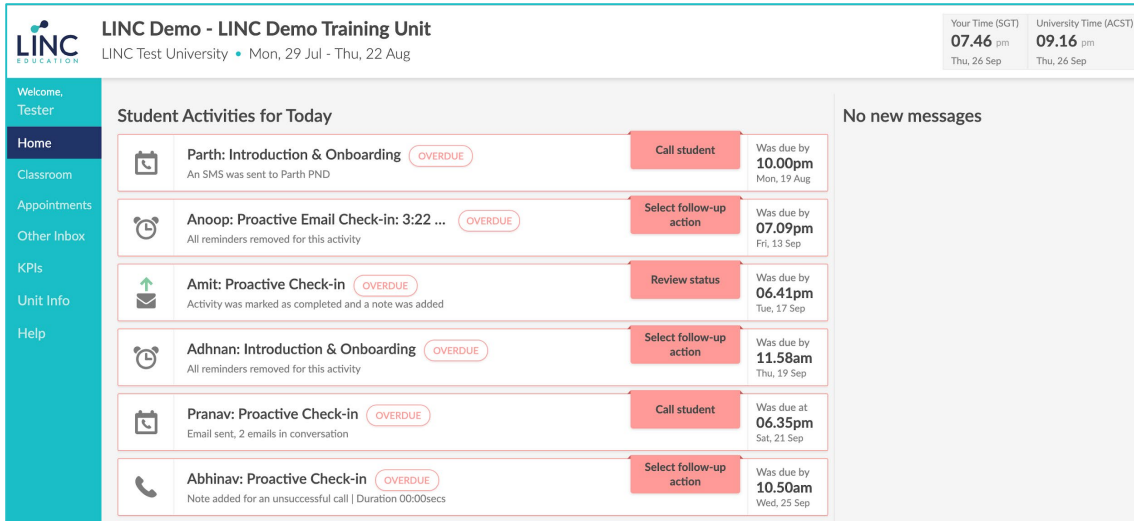 LINC
EDUCATION
LINC Demo - LINC Demo Training Unit
LINC Test University • Mon, 29 Jul - Thu, 22 Aug
Your Time (SGT)
07.46 pm
Thu, 26 Sep
University Time (ACST)
09.16 pm
Thu, 26 Sep
Welcome,
Tester
Home
Classroom
Appointments
Other Inbox
KPIs
Unit Info
Help
Student Activities for Today
Parth: Introduction & Onboarding OVERDUE
An SMS was sent to Parth PND
Call student
Was due by
10.00pm
Mon, 19 Aug
Anoop: Proactive Email Check-in: 3:22 ... OVERDUE
All reminders removed for this activity
Select follow-up
action
Was due by
07.09pm
Fri, 13 Sep
Amit: Proactive Check-in OVERDUE
Activity was marked as completed and a note was added
Review status
Was due by
06.41pm
Tue, 17 Sep
Adhnan: Introduction & Onboarding OVERDUE
All reminders removed for this activity
Select follow-up
action
Was due by
11.58am
Thu, 19 Sep
Pranav: Proactive Check-in OVERDUE
Email sent, 2 emails in conversation
Call student
Was due at
06.35pm
Sat, 21 Sep
Abhinav: Proactive Check-in OVERDUE
Note added for an unsuccessful call | Duration 00:00secs
Select follow-up
action
Was due by
10.50am
Wed, 25 Sep
No new messages